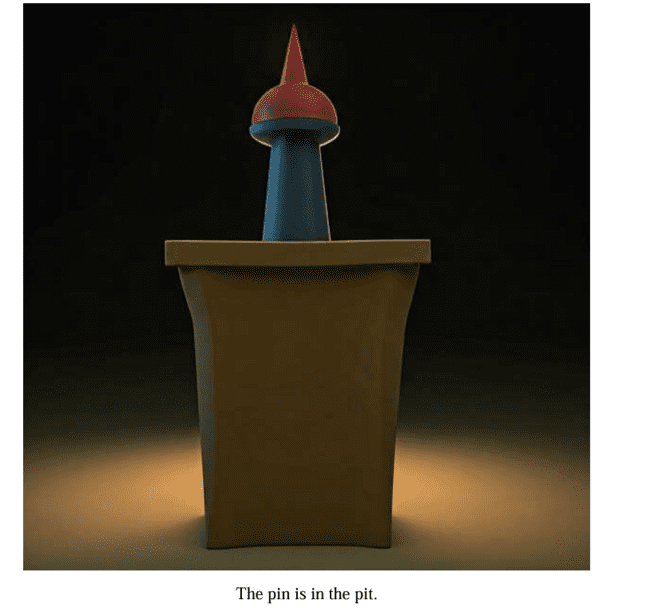 The pin is in the pit.